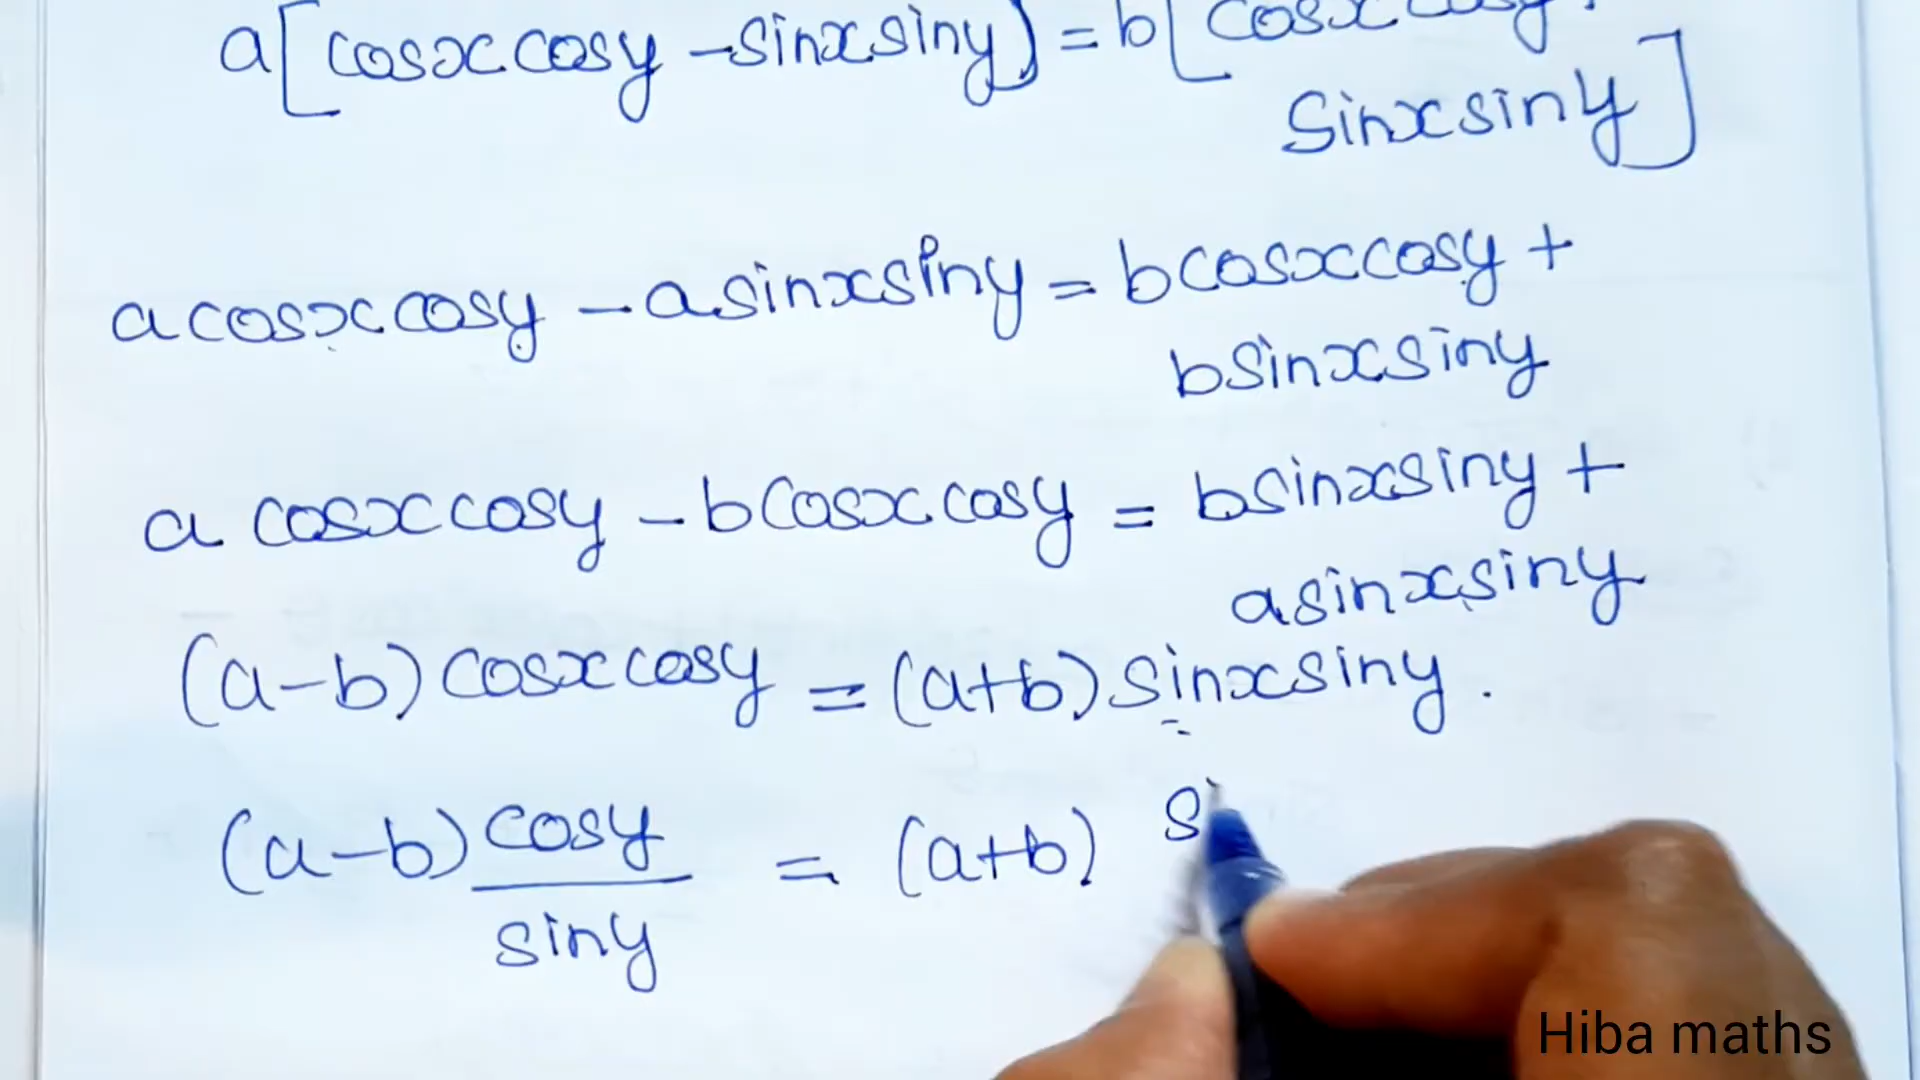 a[cosx cosy - sinx siny] = b[cosx cosy +
sinx siny]
a cosx cosy - a sinx siny = b cosx cosy +
b sinx siny
a cosx cosy - b cosx cosy = b sinx siny +
a sinx siny
(a-b) cosx cosy = (a+b) sinx siny.
(a-b) cosy/siny = (a+b) si
Hiba maths